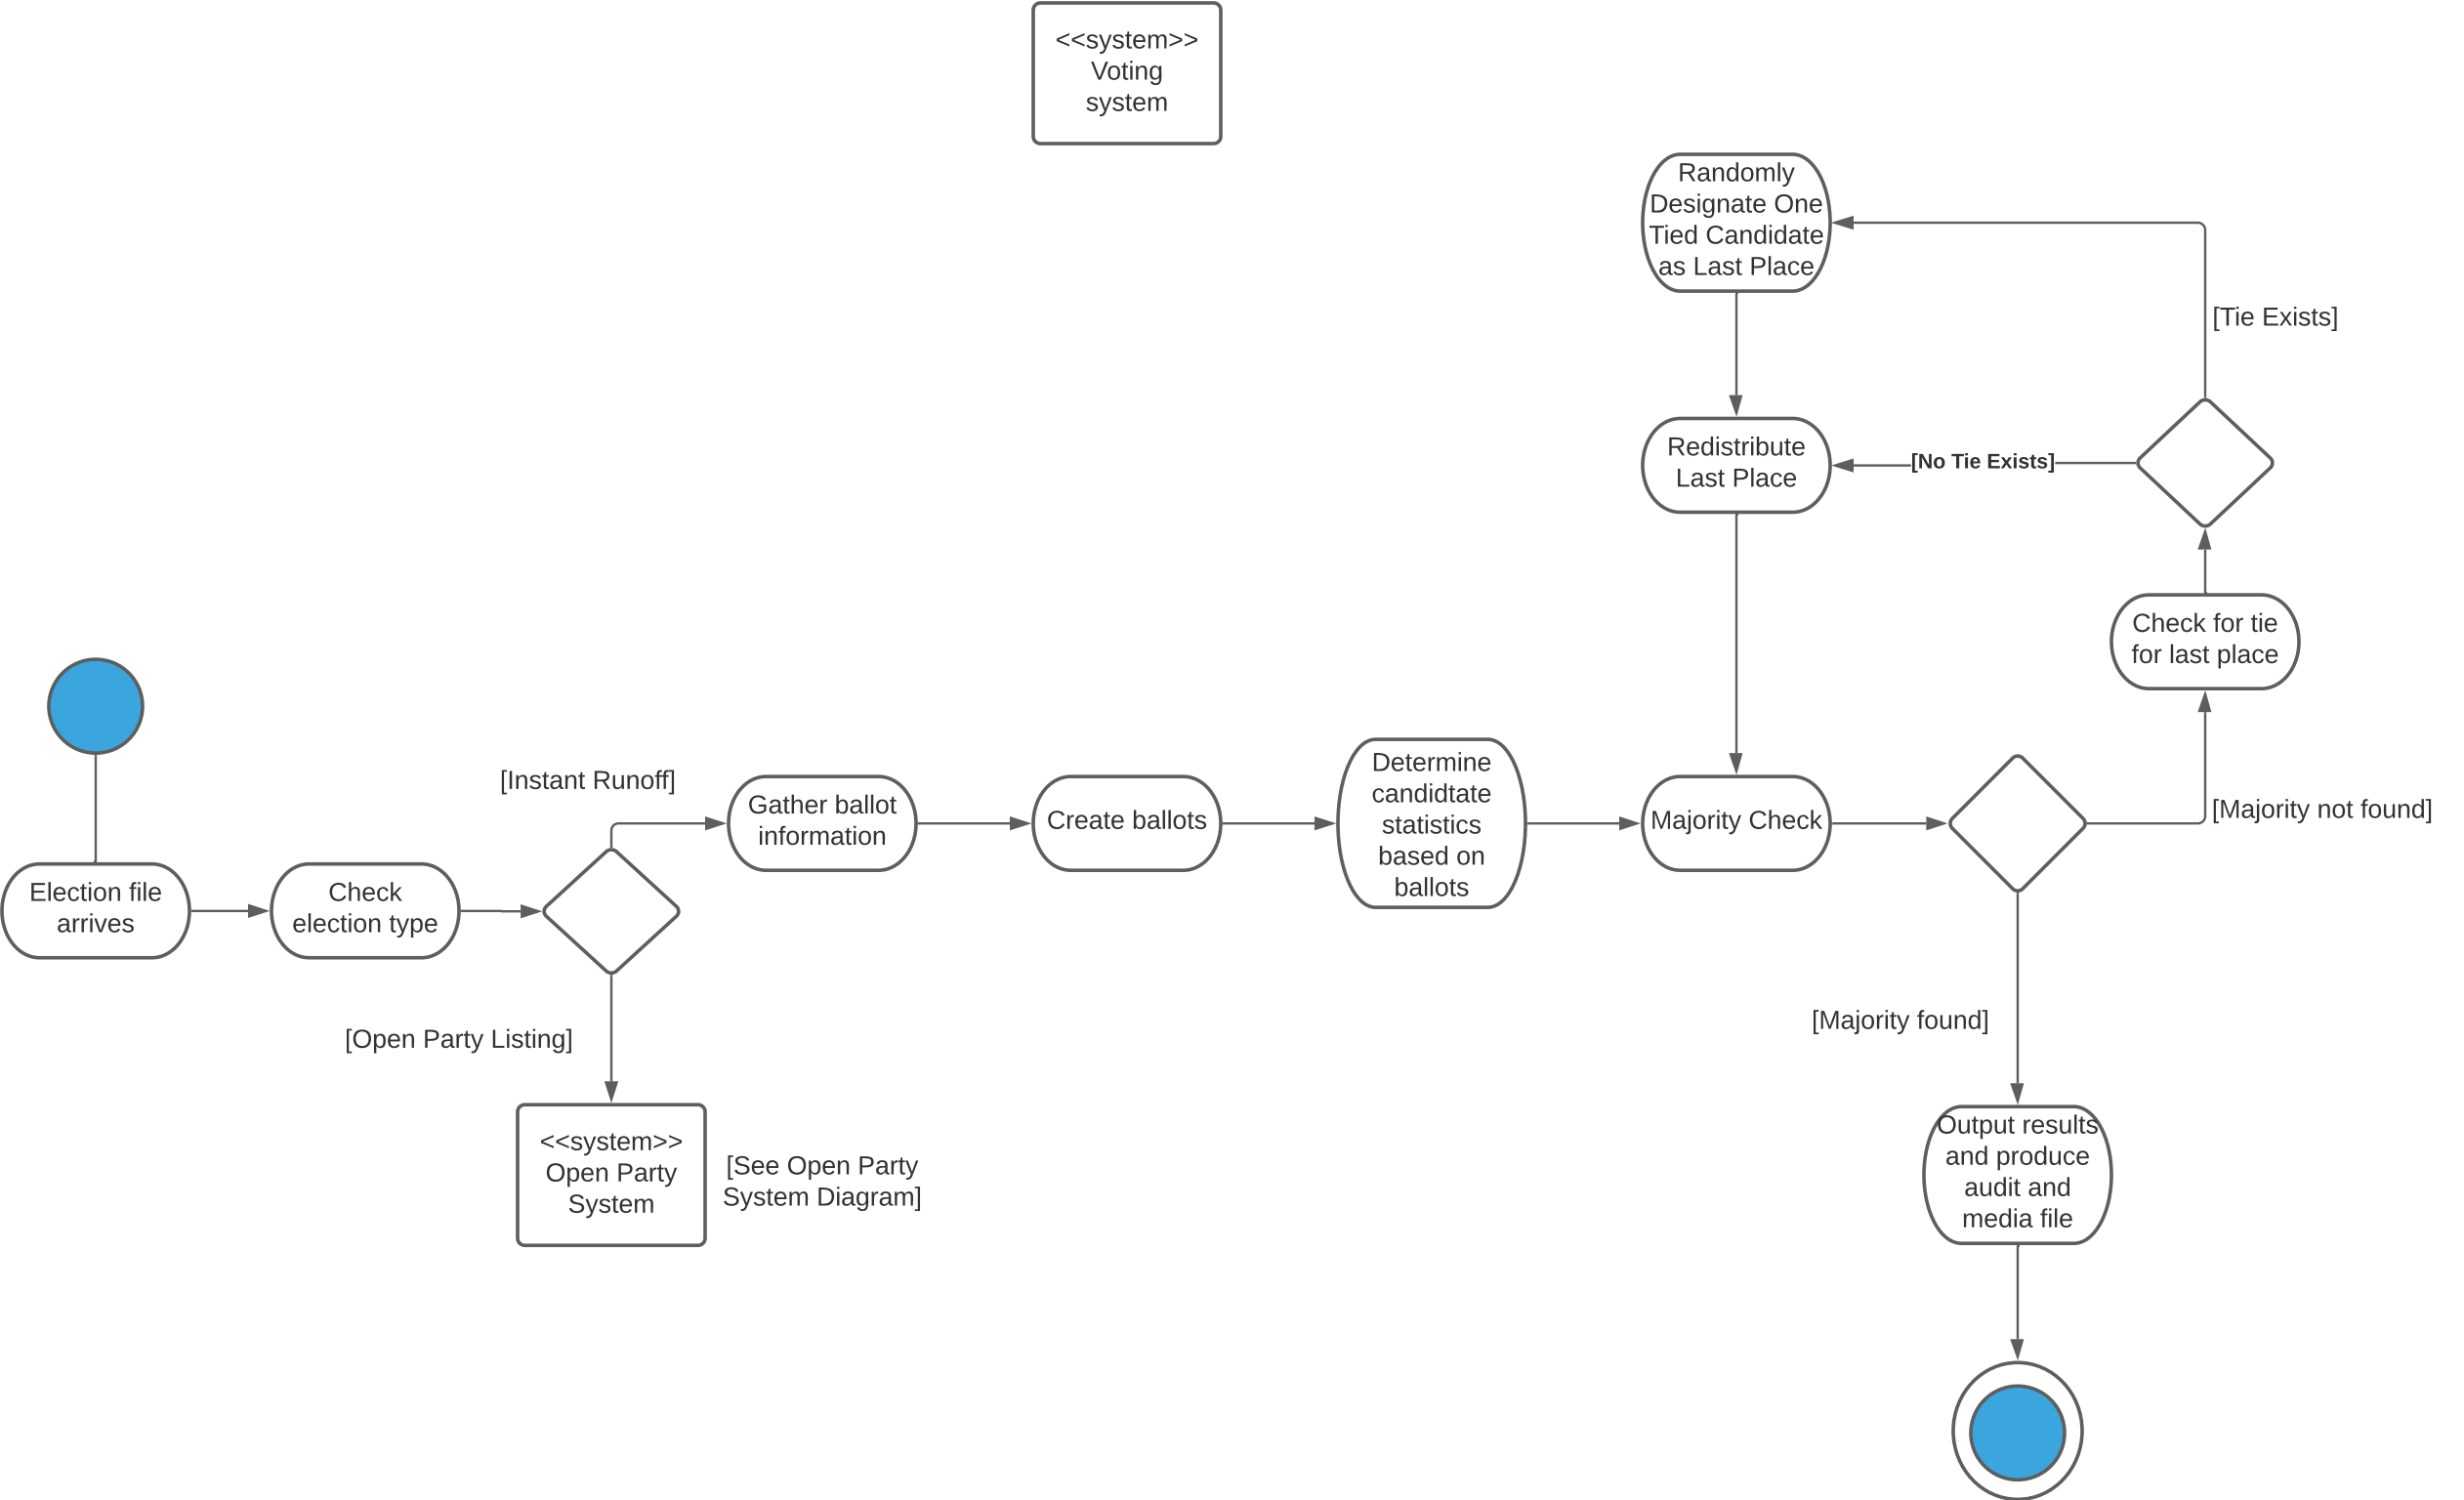 <<system>>
Voting
system
Randomly
Designate One
Tied Candidate
as Last Place
[Tie Exists]
Redistribute
Last Place
[No Tie Exists]
Check for tie
for last place
[Instant Runoff]
Gather ballot
information
Create ballots
Determine
candidtate
statistics
based on
ballots
Majority Check
[Majority not found]
Election file
arrives
Check
election type
[Majority found]
[Open Party Listing]
<<system>>
Open Party
System
[See Open Party
System Diagram]
Output results
and produce
audit and
media file